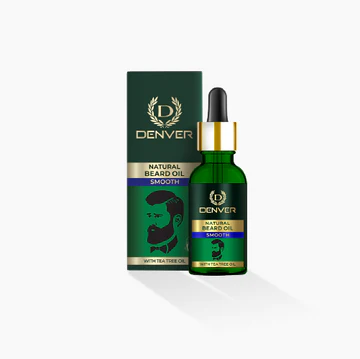 D
DENVER
NATURAL
BEARD OIL
SMOOTH
WITH TEA TREE OIL
D
DENVER
NATURAL
BEARD OIL
SMOOTH
WITH TEA TREE OIL